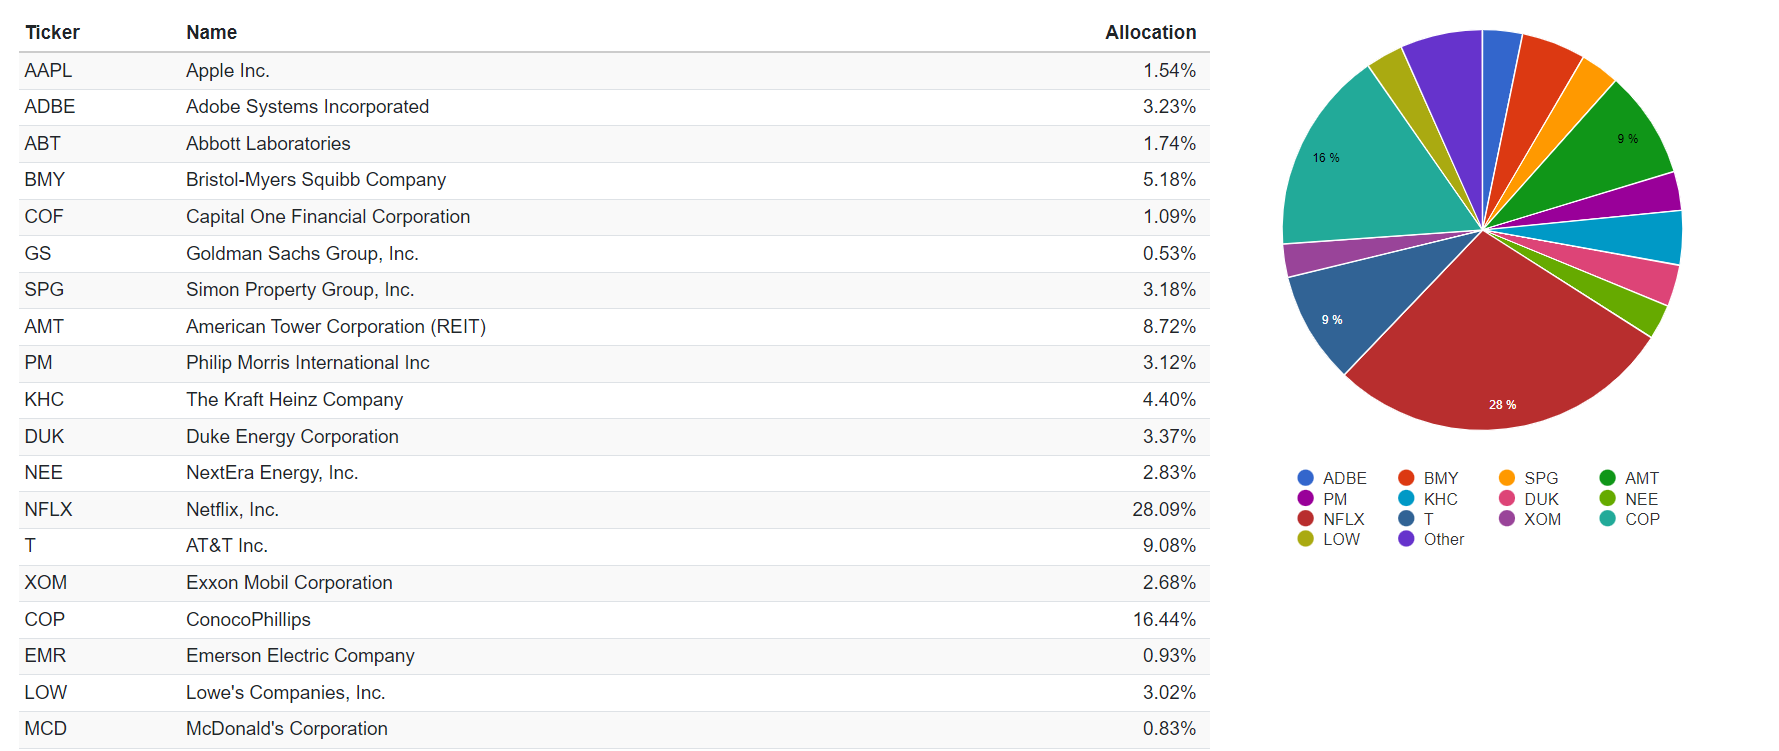 Ticker Name Allocation
AAPL Apple Inc. 1.54%
ADBE Adobe Systems Incorporated 3.23%
ABT Abbott Laboratories 1.74%
BMY Bristol-Myers Squibb Company 5.18%
COF Capital One Financial Corporation 1.09%
GS Goldman Sachs Group, Inc. 0.53%
SPG Simon Property Group, Inc. 3.18%
AMT American Tower Corporation (REIT) 8.72%
PM Philip Morris International Inc 3.12%
KHC The Kraft Heinz Company 4.40%
DUK Duke Energy Corporation 3.37%
NEE NextEra Energy, Inc. 2.83%
NFLX Netflix, Inc. 28.09%
T AT&T Inc. 9.08%
XOM Exxon Mobil Corporation 2.68%
COP ConocoPhillips 16.44%
EMR Emerson Electric Company 0.93%
LOW Lowe's Companies, Inc. 3.02%
MCD McDonald's Corporation 0.83%
9 %
16 %
9 %
28 %
ADBE BMY SPG AMT
PM KHC DUK NEE
NFLX T XOM COP
LOW Other